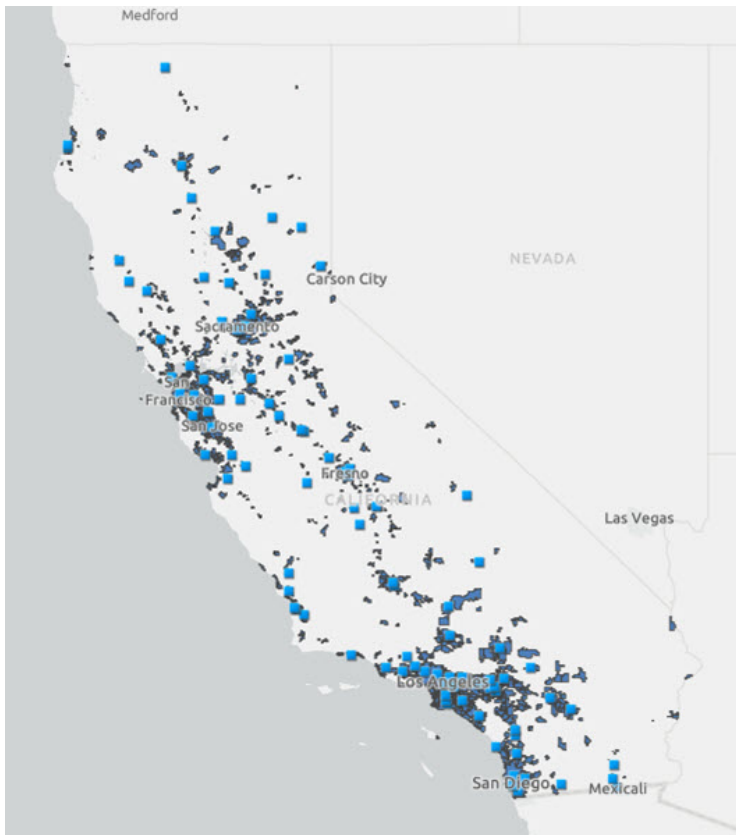 Medford
NEVADA
Carson City
Sacramento
San
Francisco
San Jose
Fresno
CALIFORNIA
Las Vegas
Los Angeles
San Diego
Mexicali